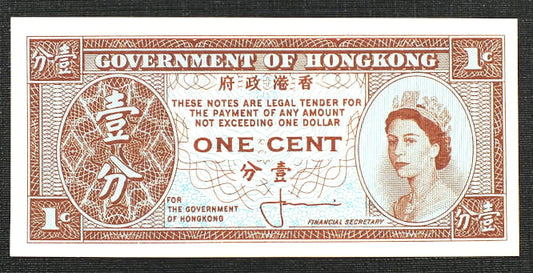 分壹 GOVERNMENT OF HONGKONG 1¢
府政港香
THESE NOTES ARE LEGAL TENDER FOR
THE PAYMENT OF ANY AMOUNT
NOT EXCEEDING ONE DOLLAR
壹分
ONE CENT
分壹
FOR
THE GOVERNMENT
OF HONGKONG
FINANCIAL SECRETARY
1¢
分壹